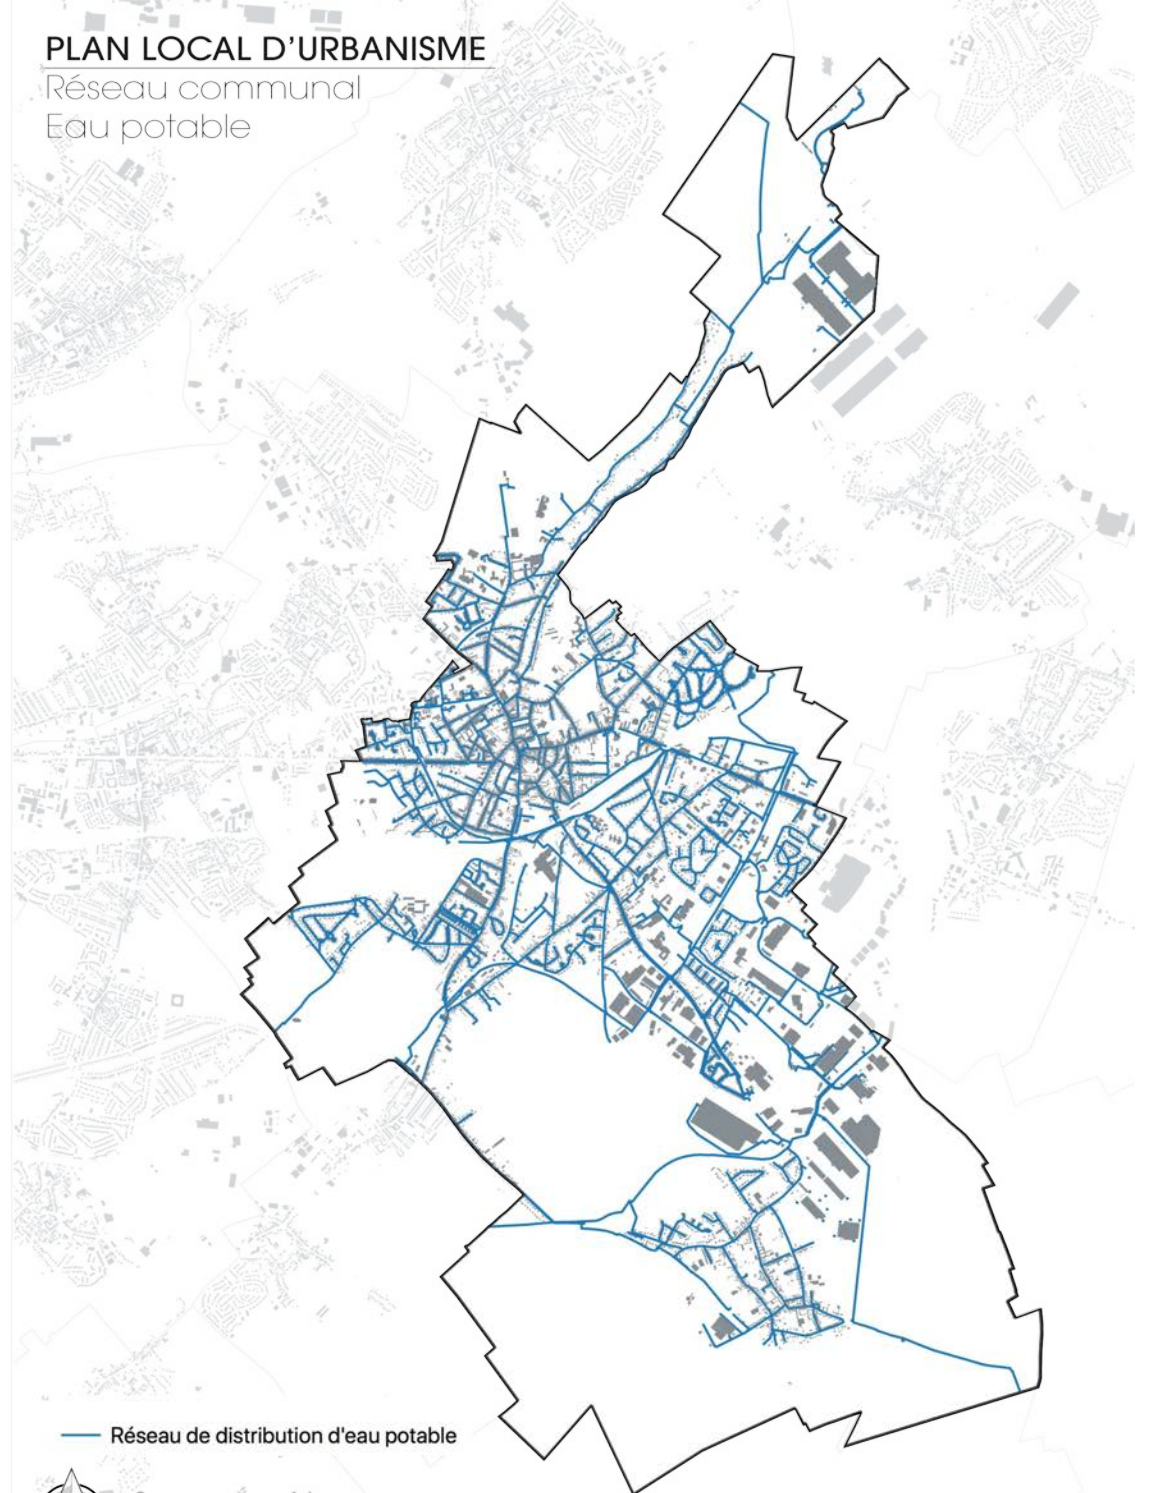 PLAN LOCAL D'URBANISME
Réseau communal
Eau potable
Réseau de distribution d'eau potable